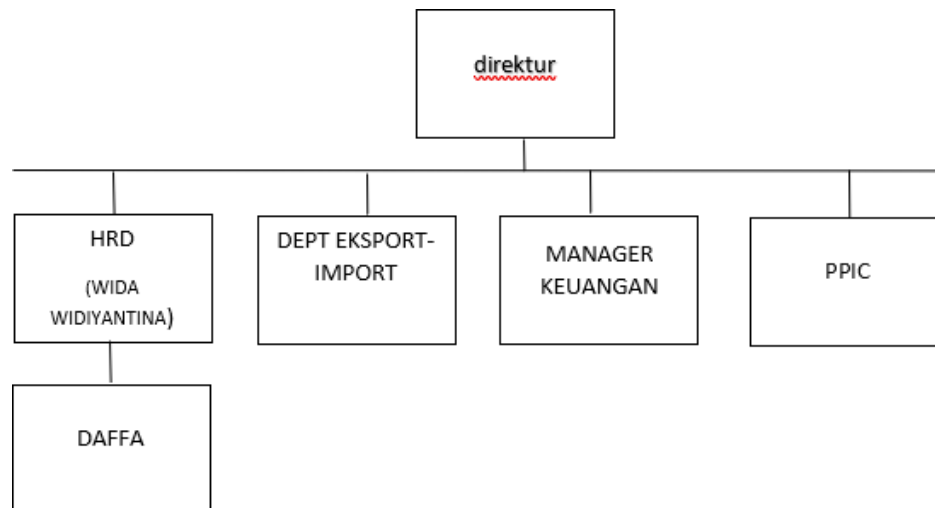 direktur
HRD
(WIDA
WIDIYANTINA)
DEPT EKSPORT-
IMPORT
MANAGER
KEUANGAN
PPIC
DAFFA